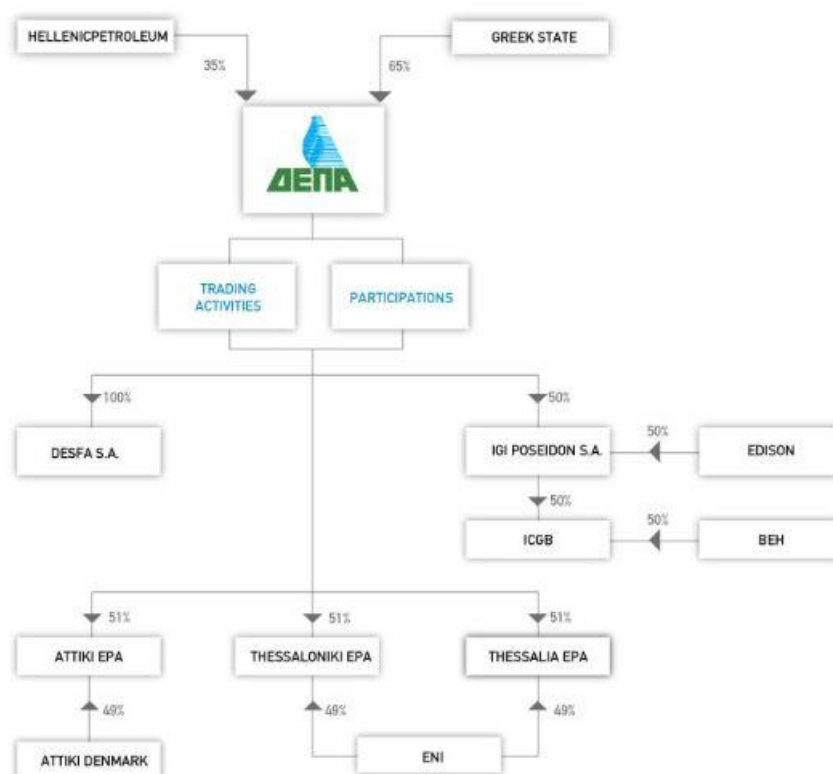 HELLENICPETROLEUM
GREEK STATE
35%
65%
ΔΕΠΑ
TRADING
ACTIVITIES
PARTICIPATIONS
100%
50%
DESFA S.A.
IGI POSEIDON S.A.
50%
EDISON
50%
ICGB
50%
BEH
51%
51%
51%
ATTIKI EPA
THESSALONIKI EPA
THESSALIA EPA
49%
49%
49%
ATTIKI DENMARK
ENI